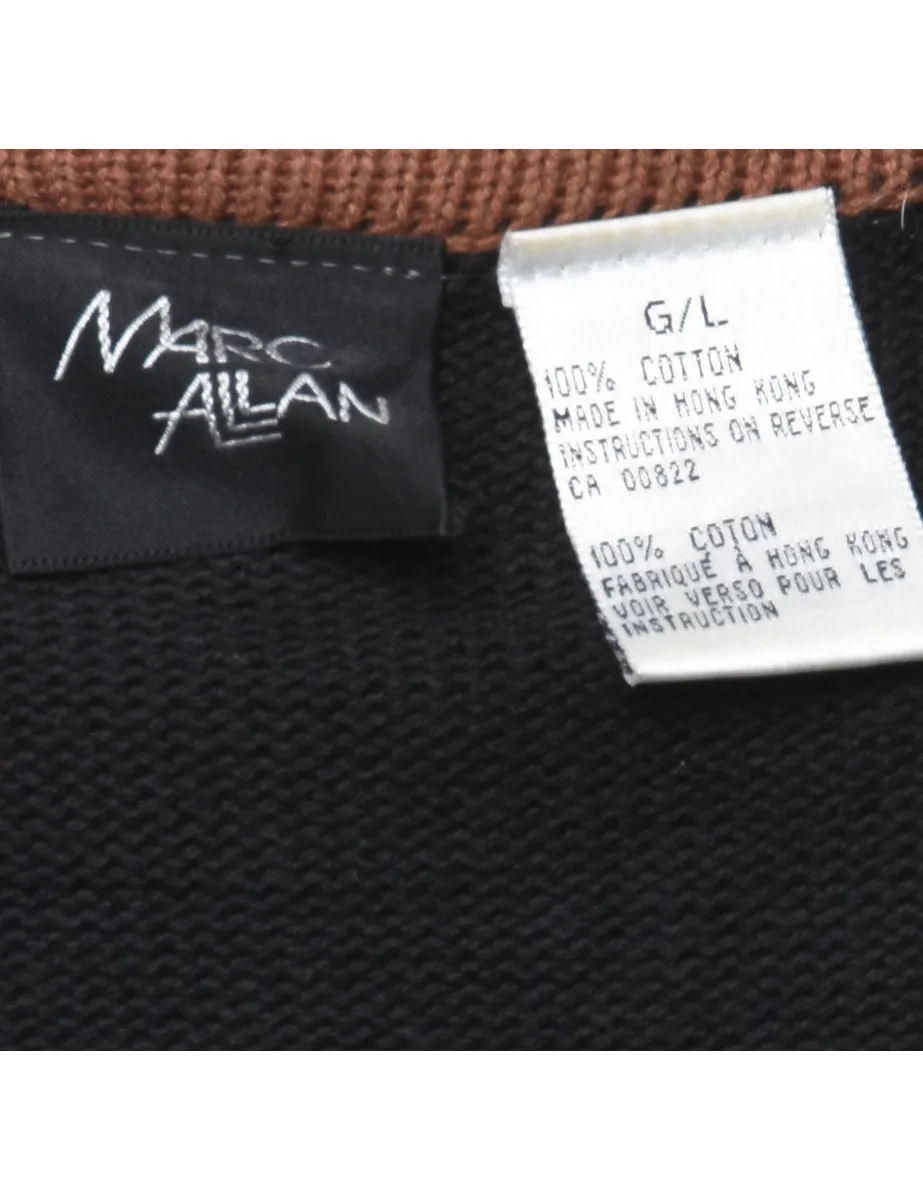 MARC
ALLAN
G/L
100% COTTON
MADE IN HONG KONG
INSTRUCTIONS ON REVERSE
CA 00822
100% COTON
FABRIQUÉ À HONG KONG
VOIR VERSO POUR LES
INSTRUCTION